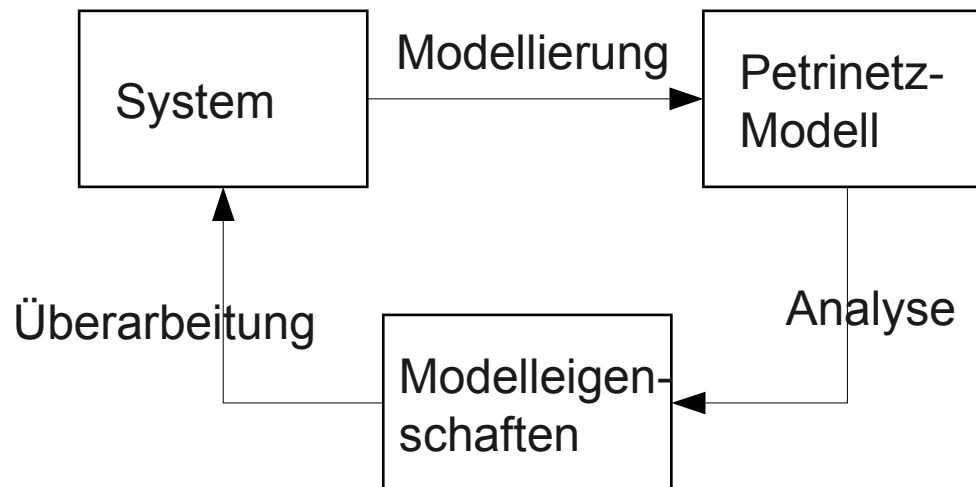 Modellierung
System
Petrinetz-
Modell
Überarbeitung
Analyse
Modelleigen-
schaften